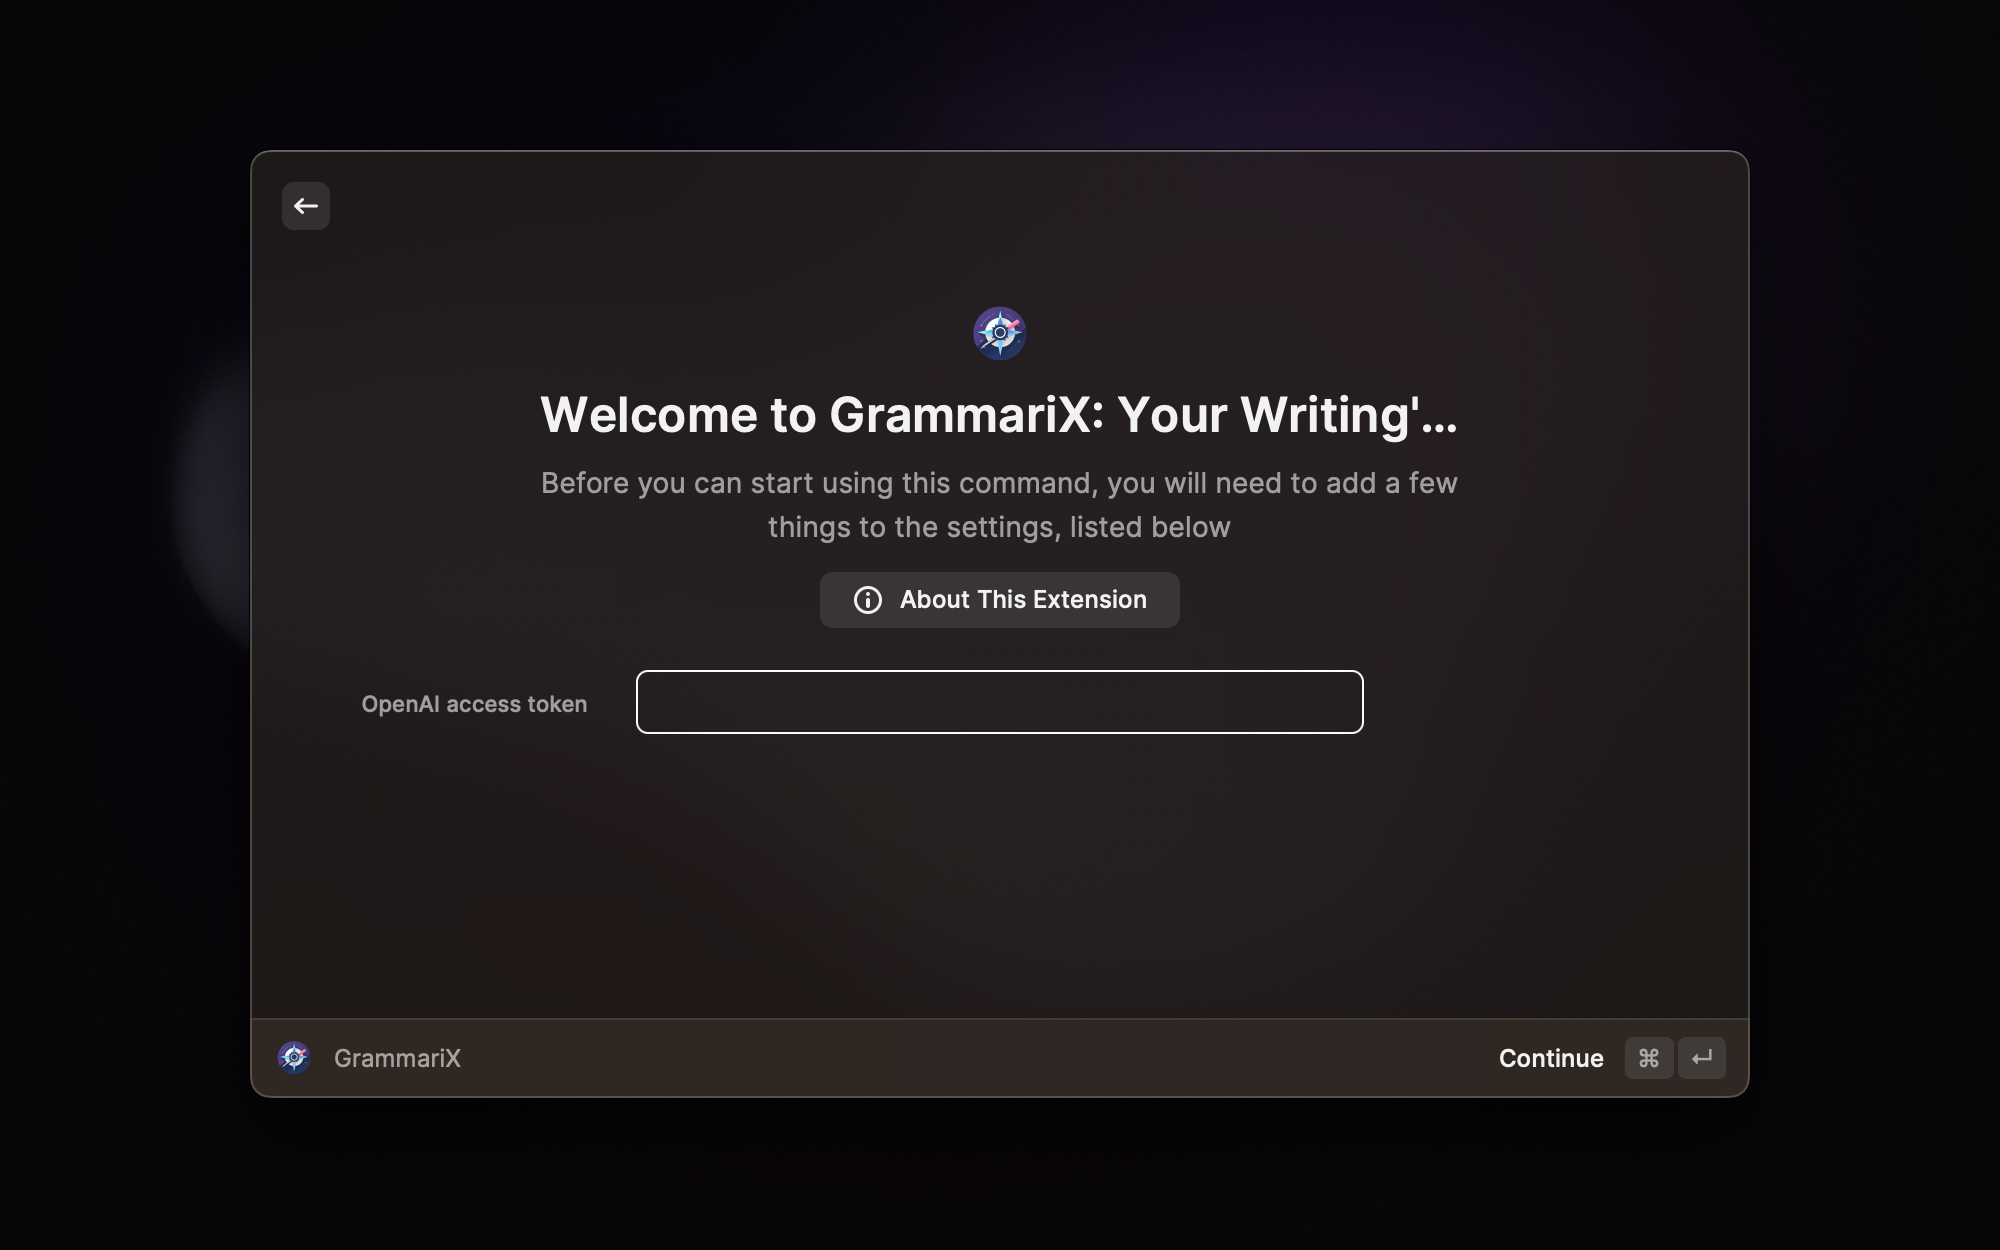 Welcome to GrammariX: Your Writing'...
Before you can start using this command, you will need to add a few
things to the settings, listed below
About This Extension
OpenAI access token
GrammariX
Continue ⌘ ↵